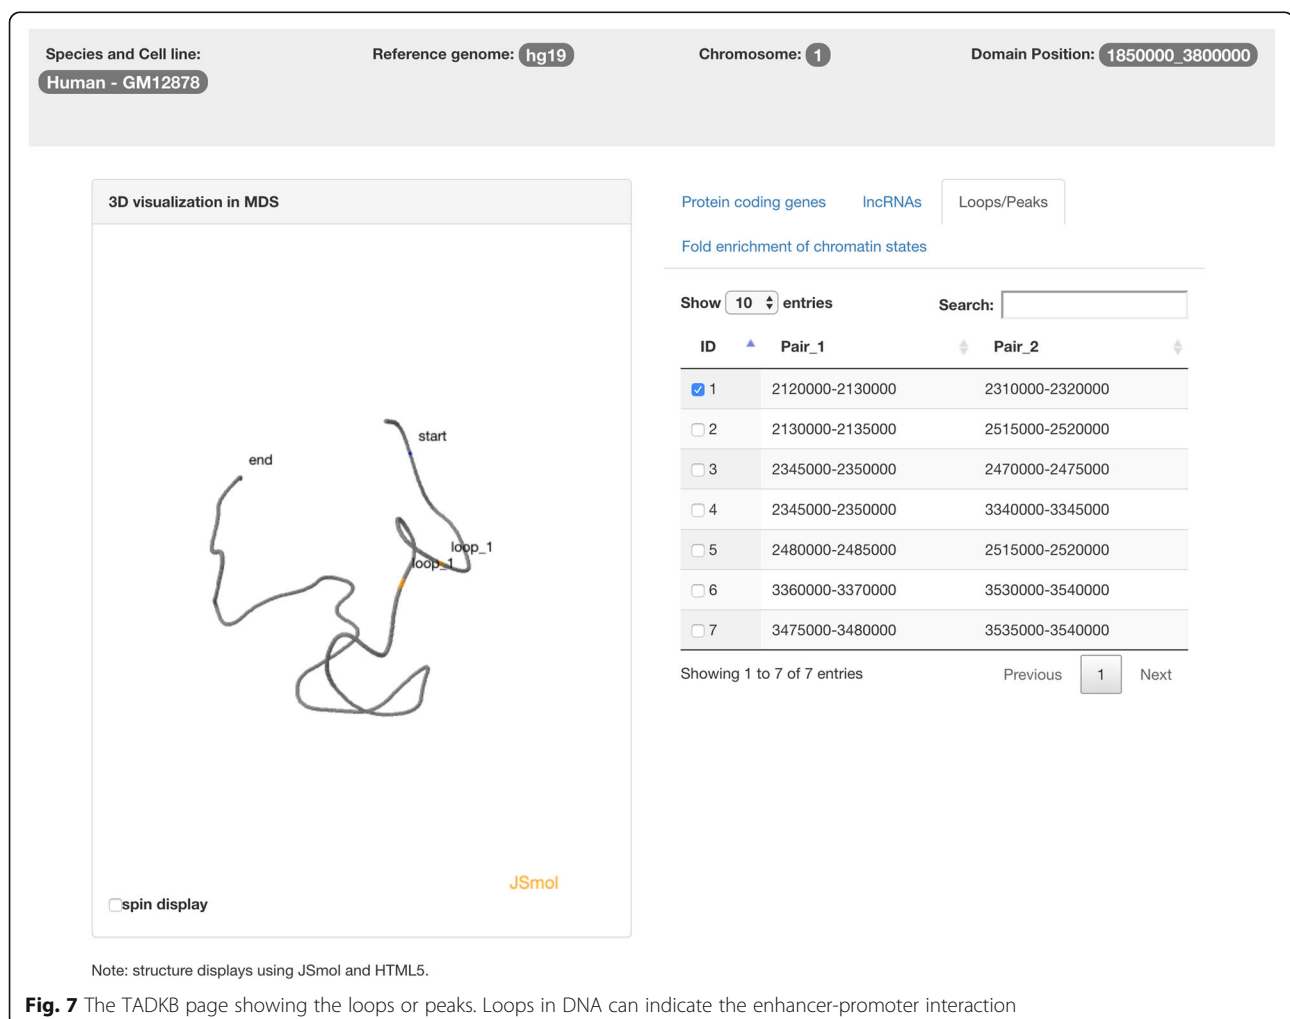 Species and Cell line: Reference genome: hg19 Chromosome: 1 Domain Position: 1850000_3800000
Human - GM12878
3D visualization in MDS
start
end
loop_1
loop_1
JSmol
spin display
Note: structure displays using JSmol and HTML5.
Protein coding genes lncRNAs Loops/Peaks
Fold enrichment of chromatin states
Show 10 entries Search:
ID Pair_1 Pair_2
1 2120000-2130000 2310000-2320000
2 2130000-2135000 2515000-2520000
3 2345000-2350000 2470000-2475000
4 2345000-2350000 3340000-3345000
5 2480000-2485000 2515000-2520000
6 3360000-3370000 3530000-3540000
7 3475000-3480000 3535000-3540000
Showing 1 to 7 of 7 entries Previous 1 Next
Fig. 7 The TADKB page showing the loops or peaks. Loops in DNA can indicate the enhancer-promoter interaction